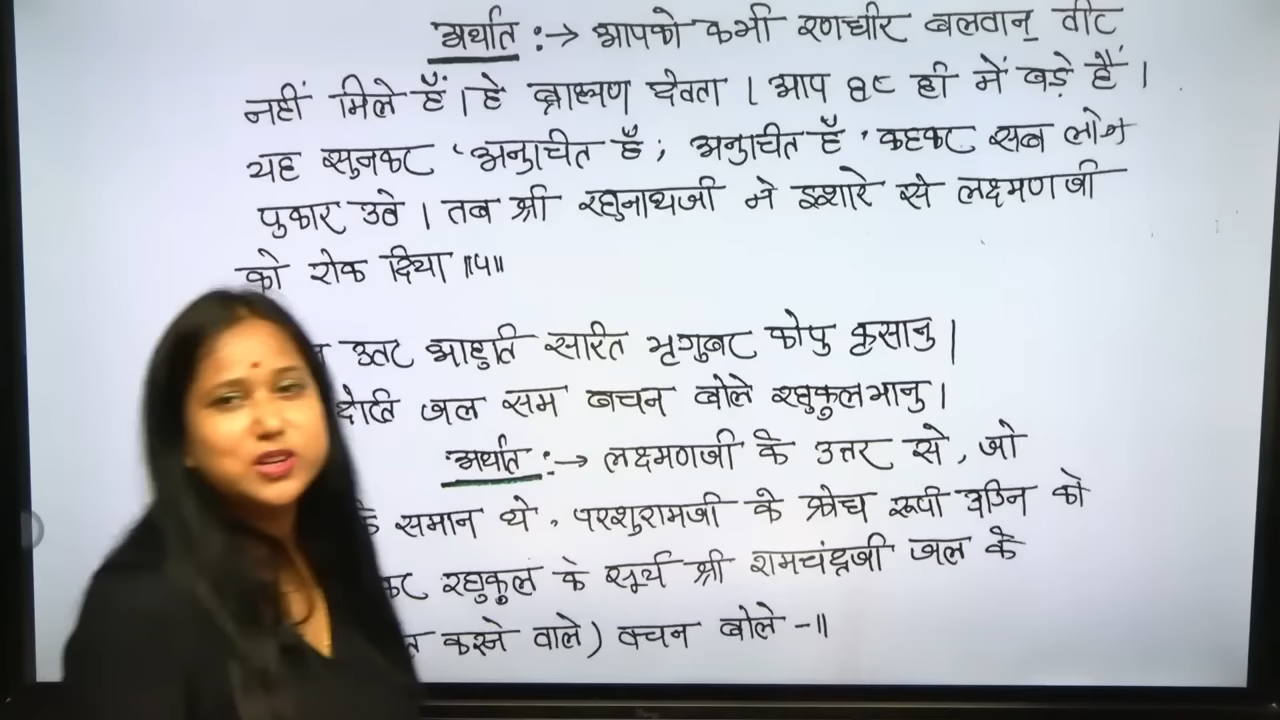 अर्थात :→ आपको कभी रणधीर बलवान् वीर
नहीं मिले हैं। हे ब्राह्मण देवता । आप घर ही में बड़े हैं ।
यह सुनकर 'अनुचित है, अनुचित है' कहकर सब लोग
पुकार उठे । तब श्री रघुनाथजी ने इशारे से लक्ष्मणजी
को रोक दिया ॥५॥
उतर आहुति सरित भृगुबर कोपु कृसानु |
देखि जल सम बचन बोले रघुकुलभानु ।
अर्थात :→ लक्ष्मणजी के उत्तर से, जो
के समान थे, परशुरामजी के क्रोध रूपी अग्नि को
रघुकुल के सूर्य श्री रामचंद्रजी जल के
करने वाले) वचन बोले -॥